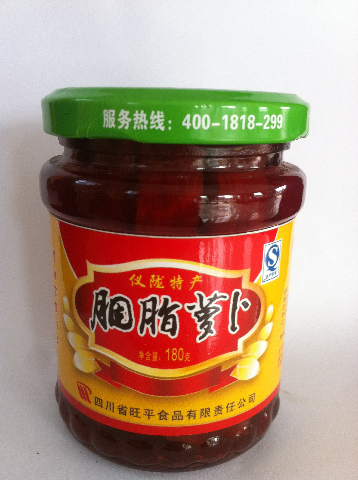 服务热线：400-1818-299
仪陇特产
胭脂萝卜
净含量：180克
四川省旺平食品有限责任公司